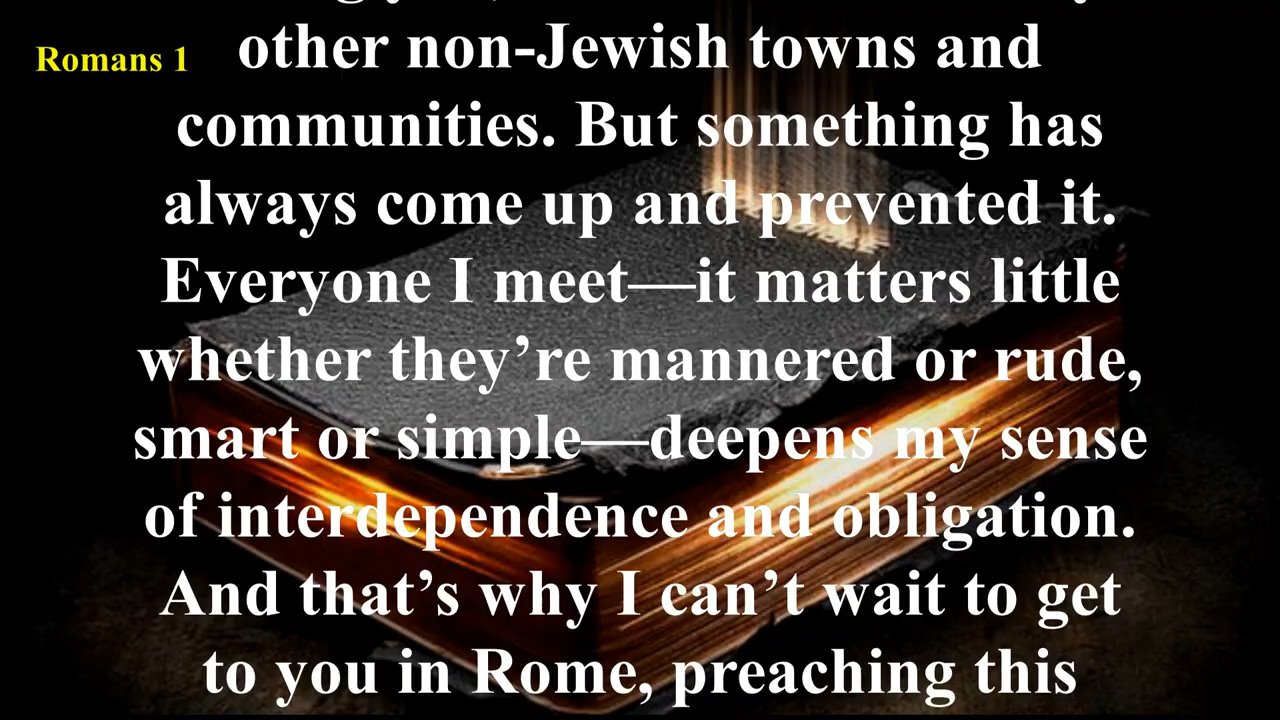 Romans 1
other non-Jewish towns and
communities. But something has
always come up and prevented it.
Everyone I meet—it matters little
whether they’re mannered or rude,
smart or simple—deepens my sense
of interdependence and obligation.
And that’s why I can’t wait to get
to you in Rome, preaching this